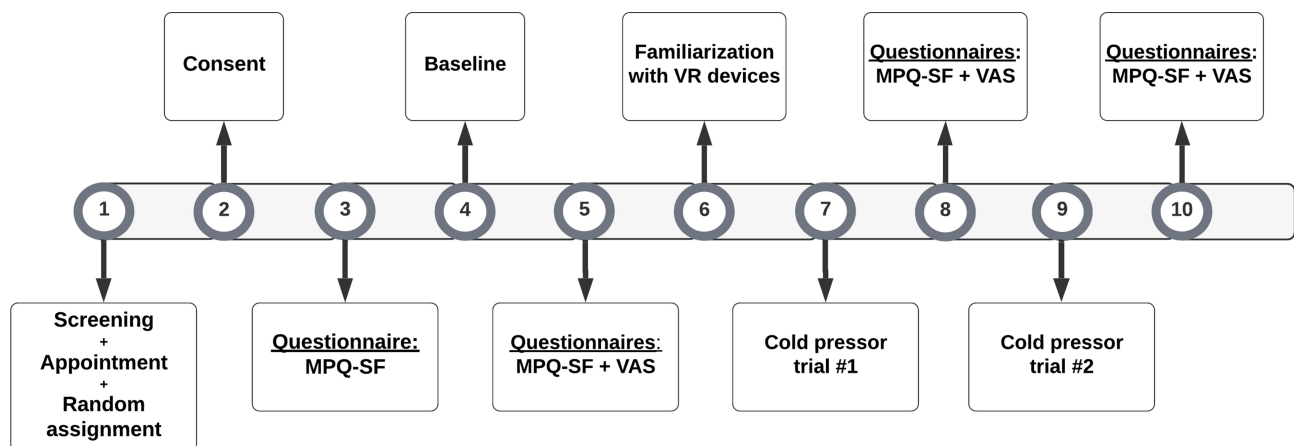 Consent
Baseline
Familiarization
with VR devices
Questionnaires:
MPQ-SF + VAS
Questionnaires:
MPQ-SF + VAS
1
2
3
4
5
6
7
8
9
10
Screening
+
Appointment
+
Random
assignment
Questionnaire:
MPQ-SF
Questionnaires:
MPQ-SF + VAS
Cold pressor
trial #1
Cold pressor
trial #2